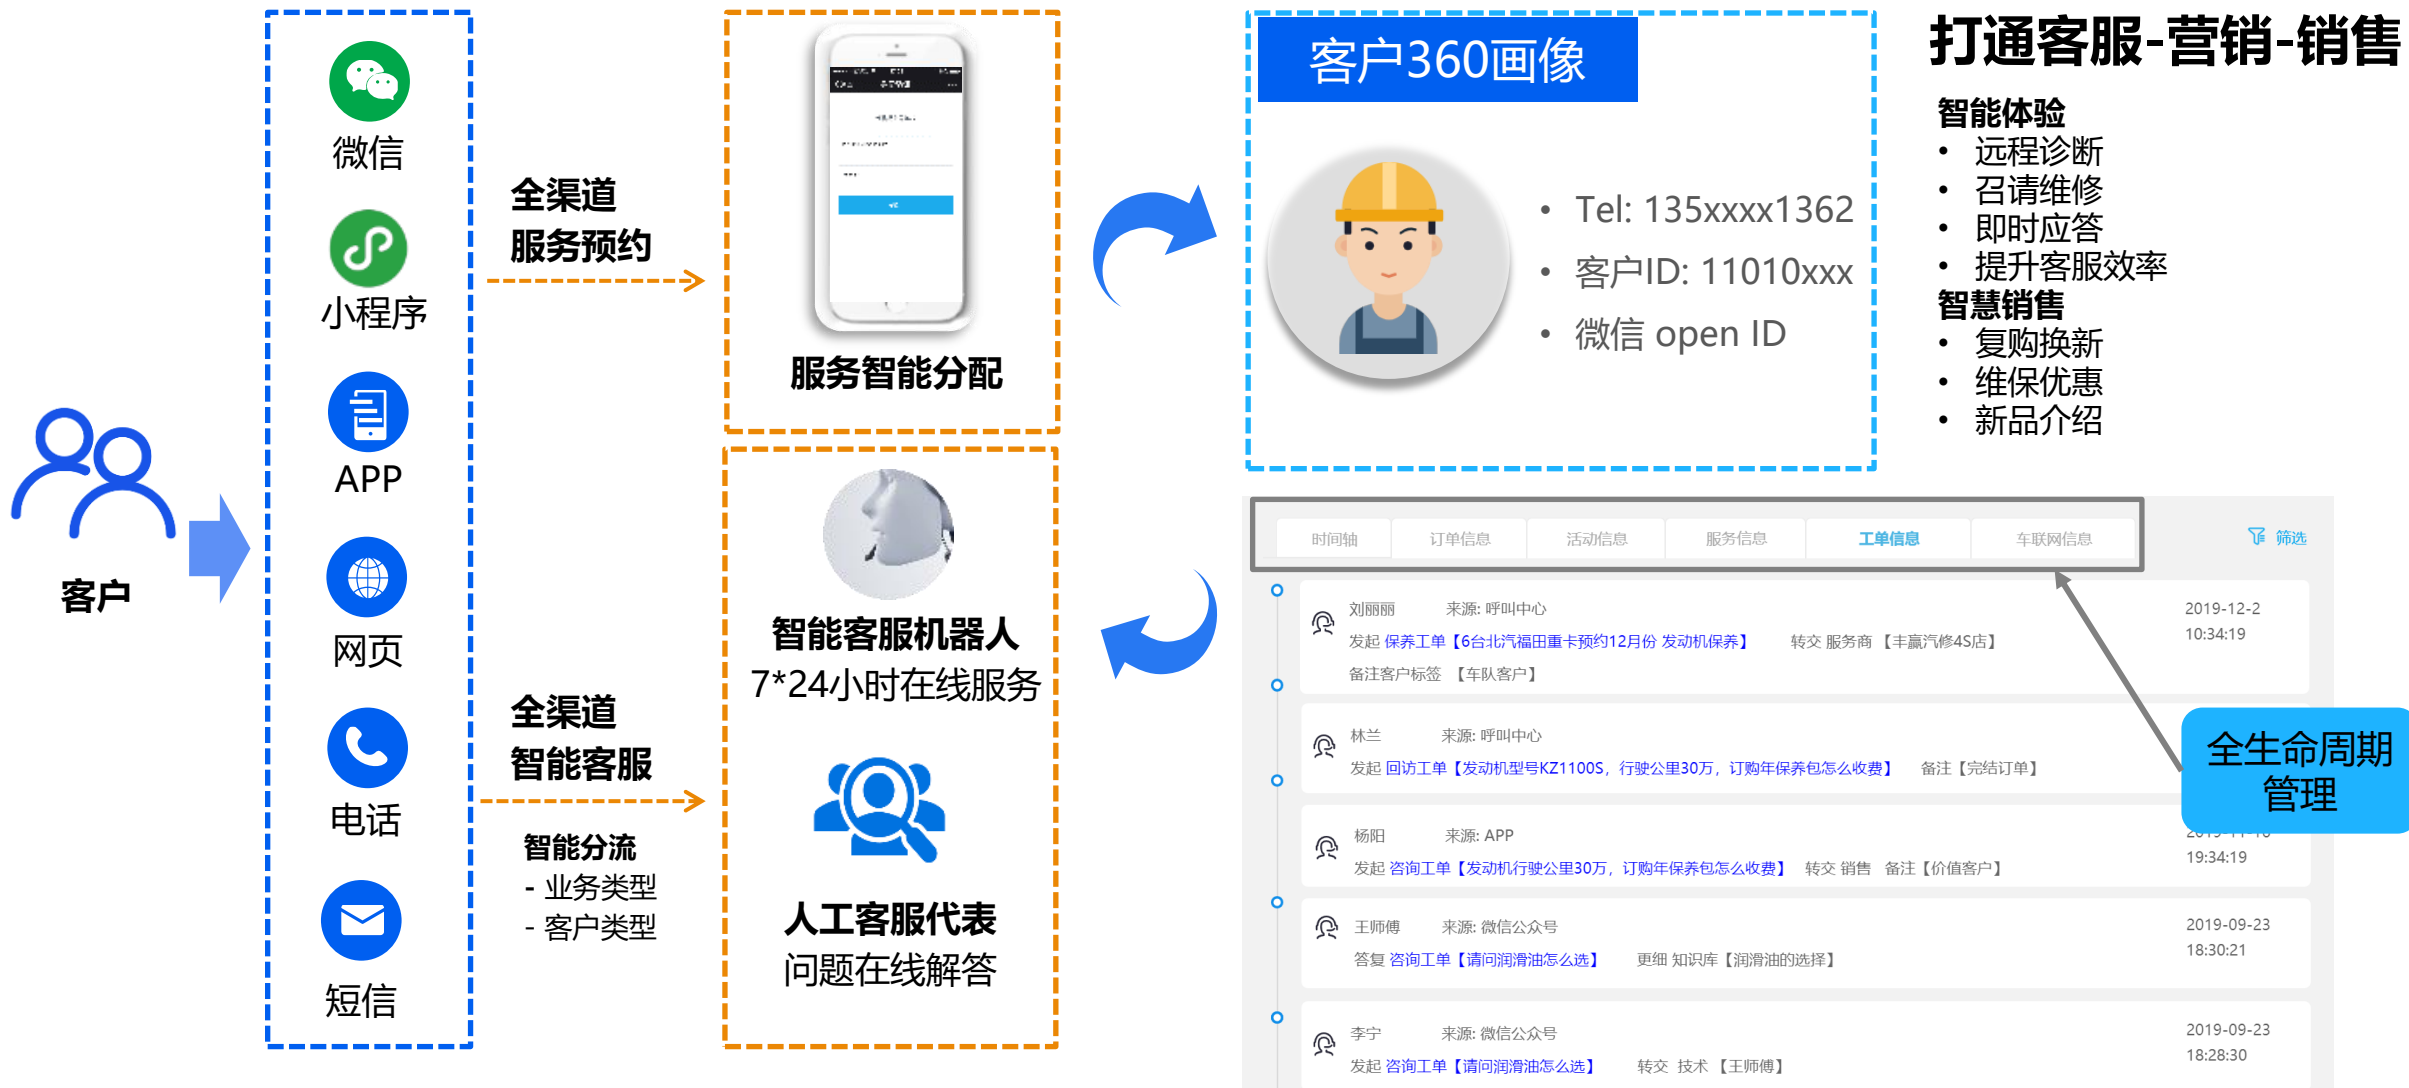 客户
微信
小程序
APP
网页
电话
短信
全渠道
服务预约
全渠道
智能客服
智能分流
- 业务类型
- 客户类型
服务智能分配
智能客服机器人
7*24小时在线服务
人工客服代表
问题在线解答
客户360画像
• Tel: 135xxxx1362
• 客户ID: 11010xxx
• 微信 open ID
打通客服-营销-销售
智能体验
• 远程诊断
• 召请维修
• 即时应答
• 提升客服效率
智慧销售
• 复购换新
• 维保优惠
• 新品介绍
时间轴 订单信息 活动信息 服务信息 工单信息 车联网信息 筛选
刘丽丽 来源: 呼叫中心 2019-12-2
发起 保养工单【6台北汽福田重卡预约12月份 发动机保养】 转交 服务商 【丰赢汽修4S店】 10:34:19
备注客户标签 【车队客户】
林兰 来源: 呼叫中心
发起 回访工单【发动机型号KZ1100S，行驶公里30万，订购年保养包怎么收费】 备注【完结订单】
全生命周期
管理
杨阳 来源: APP
发起 咨询工单【发动机行驶公里30万，订购年保养包怎么收费】 转交 销售 备注【价值客户】 19:34:19
王师傅 来源: 微信公众号 2019-09-23
答复 咨询工单【请问润滑油怎么选】 更细 知识库【润滑油的选择】 18:30:21
李宁 来源: 微信公众号 2019-09-23
发起 咨询工单【请问润滑油怎么选】 转交 技术 【王师傅】 18:28:30